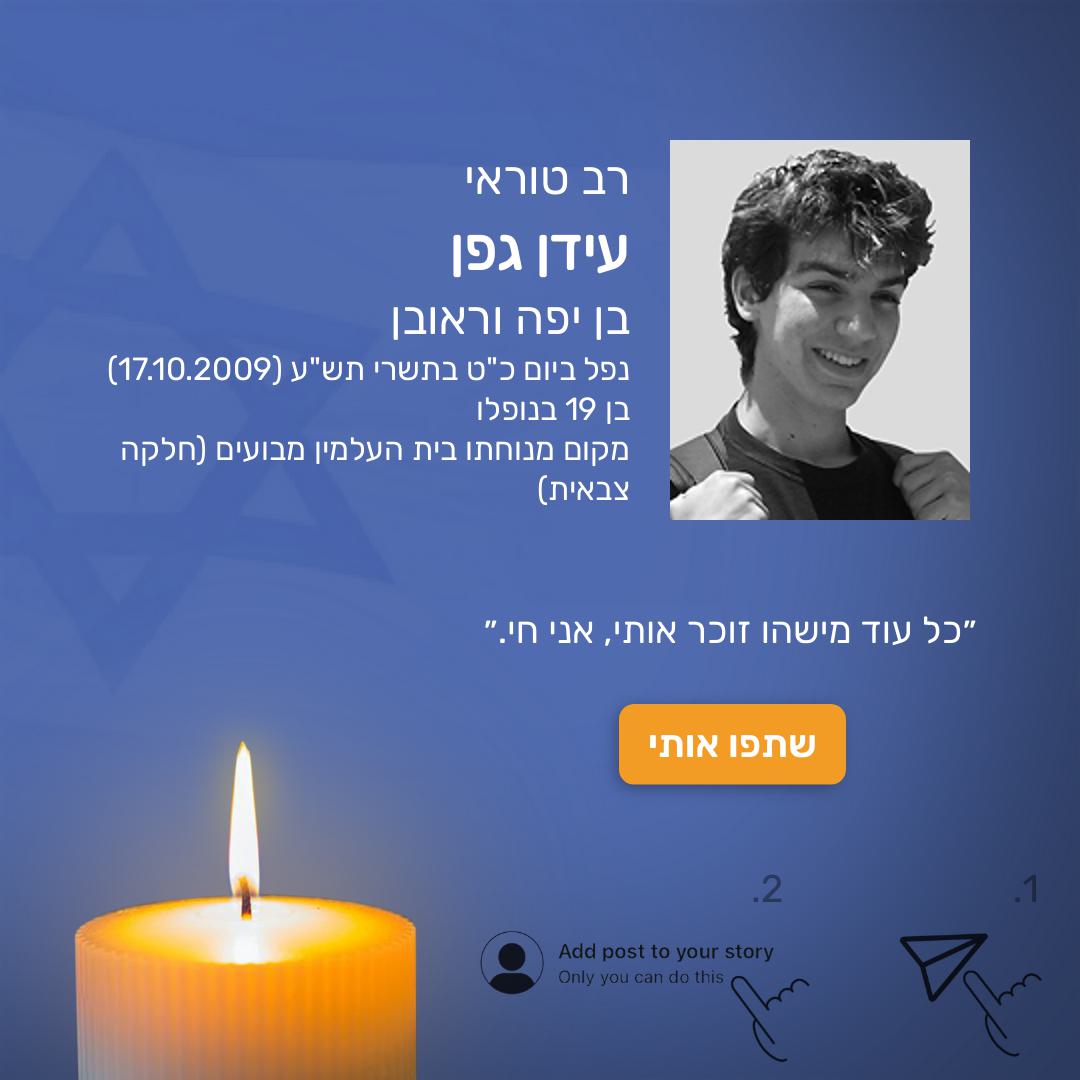 רב טוראי
עידן גפן
בן יפה וראובן
נפל ביום כ"ט בתשרי תש"ע (17.10.2009)
בן 19 בנופלו
מקום מנוחתו בית העלמין מבועים (חלקה
צבאית)
״כל עוד מישהו זוכר אותי, אני חי.״
שתפו אותי
.1
.2
Add post to your story
Only you can do this